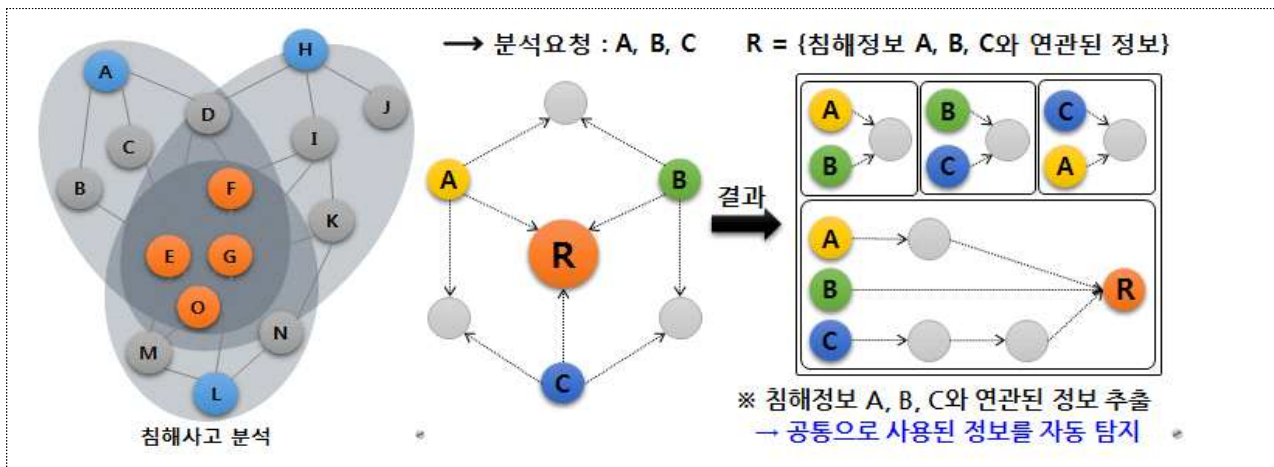 A
H
D
J
C
I
B
F
K
E
G
O
N
M
L
침해사고 분석
→ 분석요청 : A, B, C
A
B
R
C
결과
R = {침해정보 A, B, C와 연관된 정보}
A
B
B
C
C
A
A
B
C
R
※ 침해정보 A, B, C와 연관된 정보 추출
→ 공통으로 사용된 정보를 자동 탐지